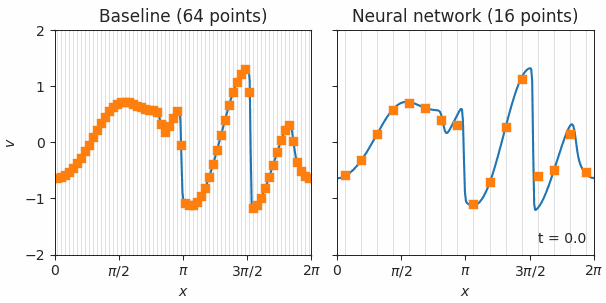 Baseline (64 points)
Neural network (16 points)
2
1
0
−1
−2
v
0
π/2
π
3π/2
2π
x
0
π/2
π
3π/2
2π
x
t = 0.0